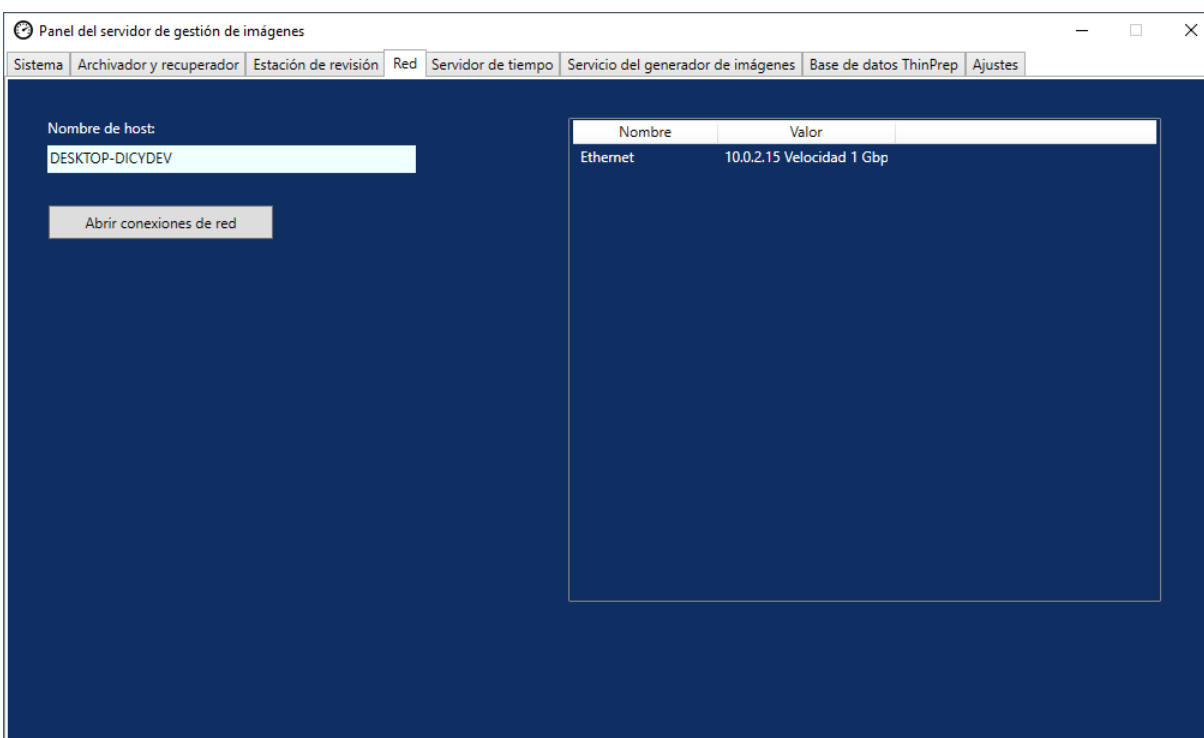 Panel del servidor de gestión de imágenes
Sistema Archivador y recuperador Estación de revisión Red Servidor de tiempo Servicio del generador de imágenes Base de datos ThinPrep Ajustes
Nombre de host:
DESKTOP-DICYDEV
Abrir conexiones de red
Nombre Valor
Ethernet 10.0.2.15 Velocidad 1 Gbp